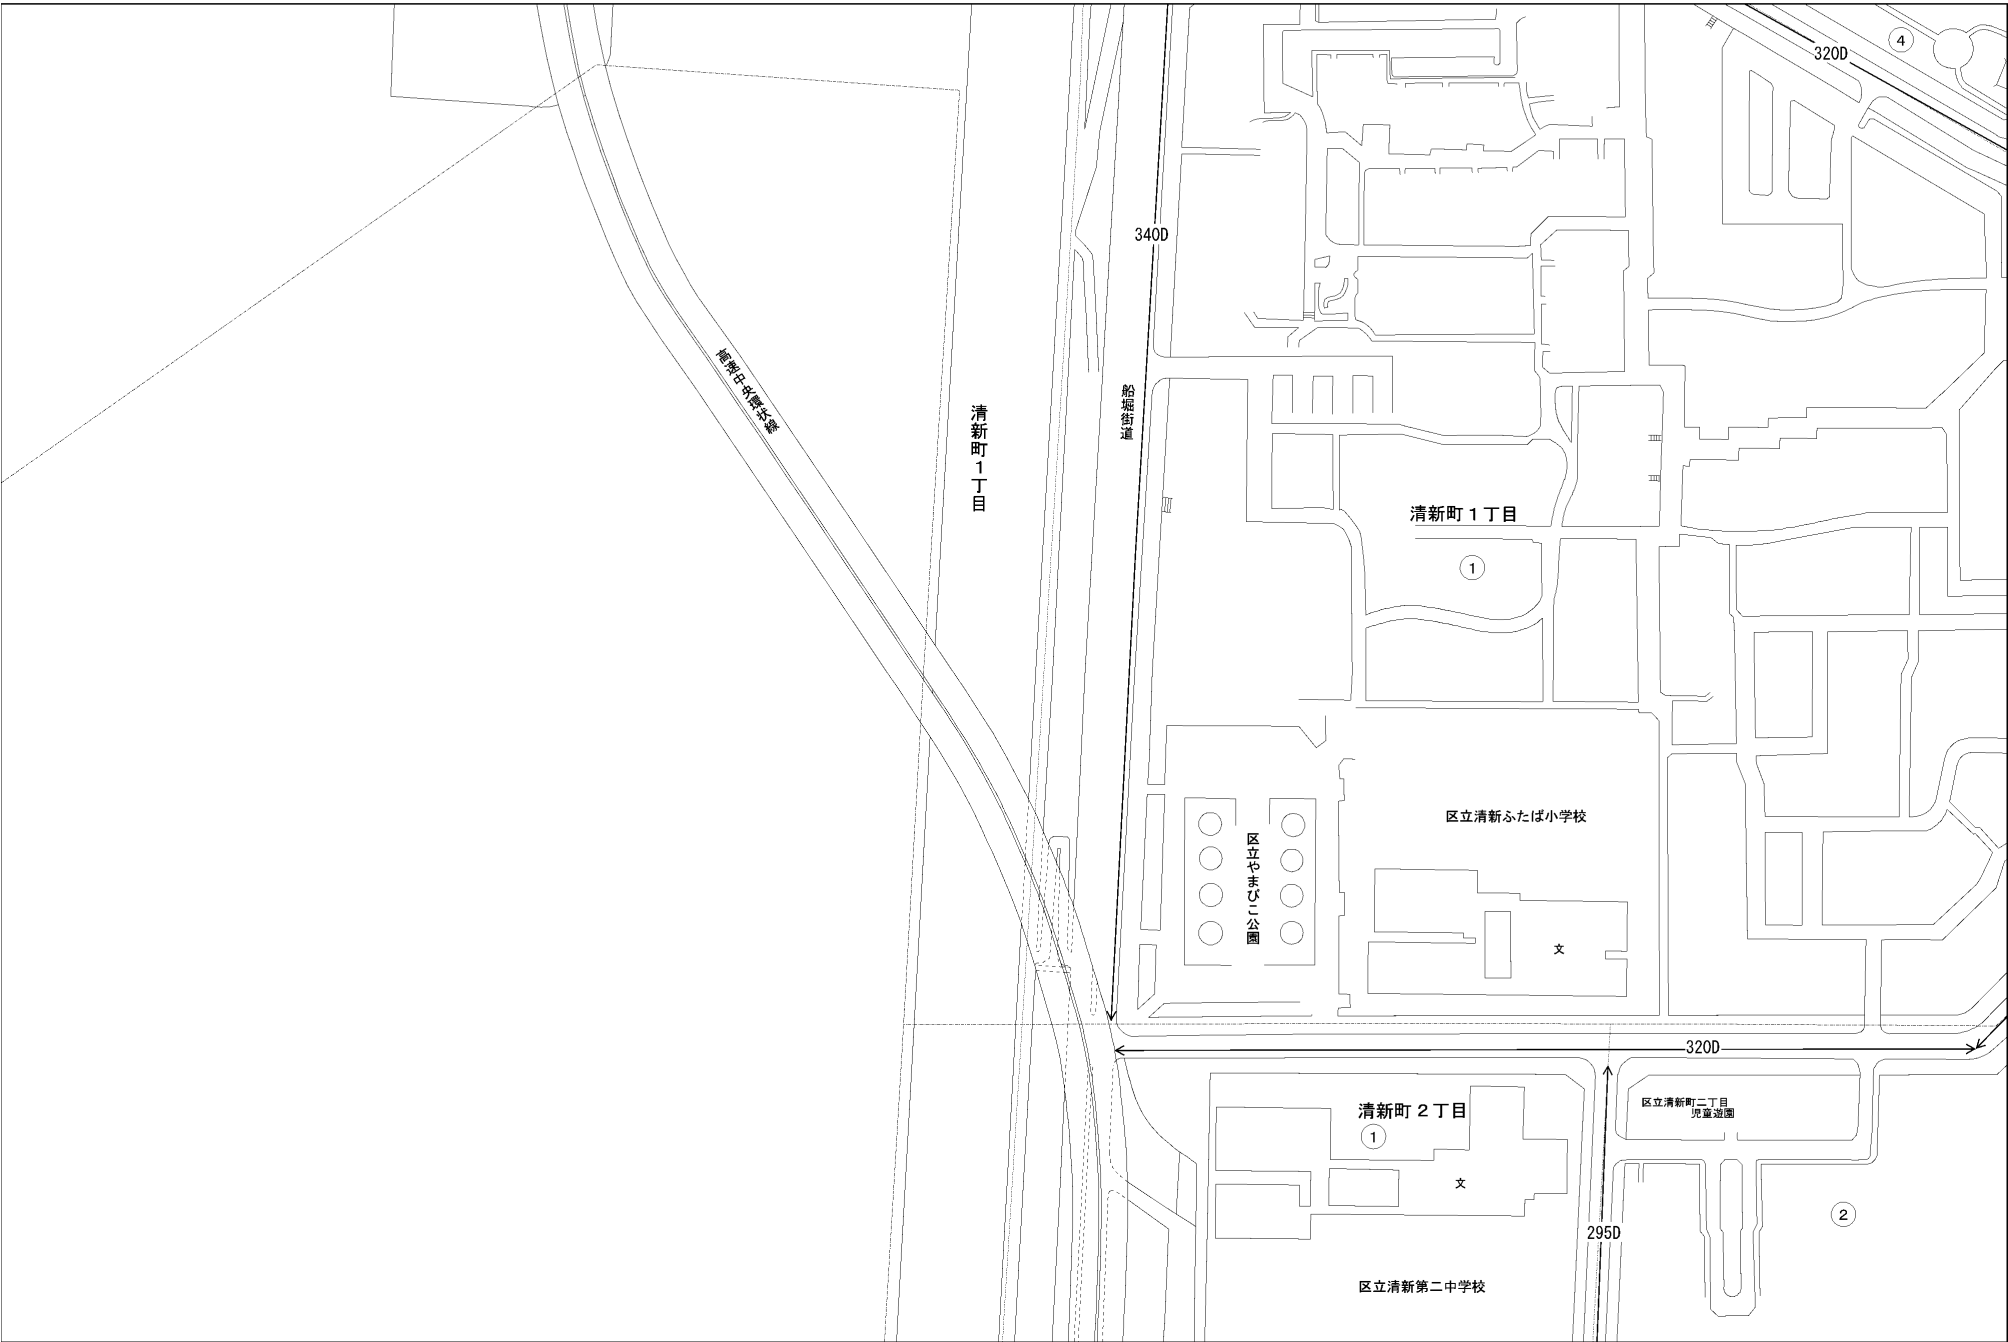 320D
④
340D
高速中央環状線
清新町1丁目
船堀街道
清新町1丁目
①
区立清新ふたば小学校
区立やまびこ公園
文
320D
清新町2丁目
①
区立清新町二丁目
児童遊園
文
②
295D
区立清新第二中学校